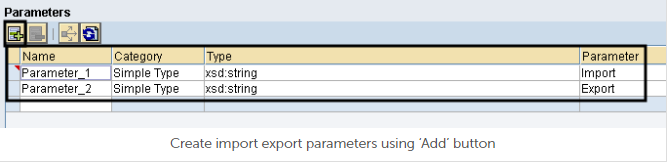 Parameters
Name Category Type Parameter
Parameter_1 Simple Type xsd:string Import
Parameter_2 Simple Type xsd:string Export
Create import export parameters using ‘Add’ button